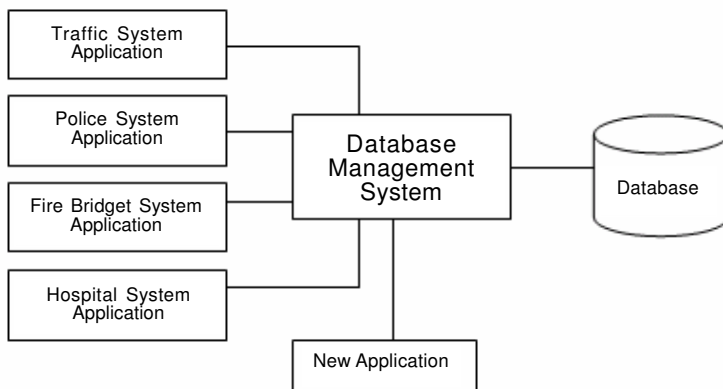 Traffic System
Application
Police System
Application
Fire Bridget System
Application
Hospital System
Application
Database
Management
System
Database
New Application